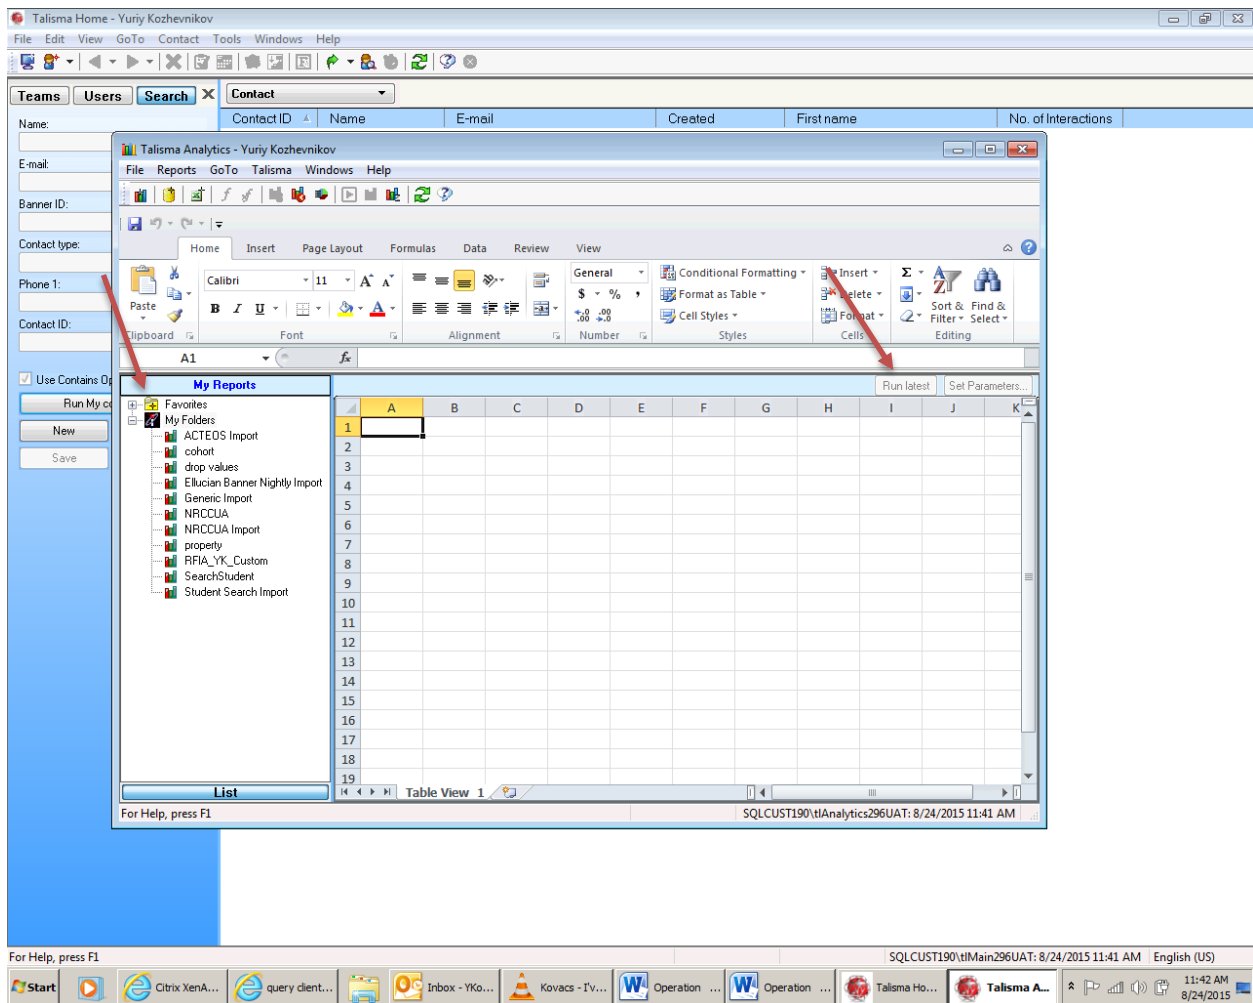 Talisma Home - Yuriy Kozhevnikov
File Edit View GoTo Contact Tools Windows Help
Teams Users Search X Contact
Contact ID Name E-mail Created First name No. of Interactions
Name:
E-mail:
Banner ID:
Contact type:
Phone 1:
Contact ID:
Use Contains Op
Run My co
New
Save
Talisma Analytics - Yuriy Kozhevnikov
File Reports GoTo Talisma Windows Help
Home Insert Page Layout Formulas Data Review View
Paste
Calibri 11
B I U
General
$ % ,
Conditional Formatting
Format as Table
Cell Styles
Insert
Delete
Format
Sort & Filter
Find & Select
Clipboard Font Alignment Number Styles Cells Editing
A1 fx
My Reports
Run latest Set Parameters...
Favorites
My Folders
ACTEOS Import
cohort
drop values
Ellucian Banner Nightly Import
Generic Import
NRCCUA
NRCCUA Import
property
RFIA_YK_Custom
SearchStudent
Student Search Import
List
A B C D E F G H I J K
1
2
3
4
5
6
7
8
9
10
11
12
13
14
15
16
17
18
19
Table View 1
For Help, press F1
SQLCUST190\tlAnalytics296UAT: 8/24/2015 11:41 AM
For Help, press F1
SQLCUST190\tlMain296UAT: 8/24/2015 11:41 AM English (US)
Start Citrix XenA... query client... Inbox - YKo... Kovacs - I'v... Operation ... Operation ... Talisma Ho... Talisma A...
11:42 AM
8/24/2015